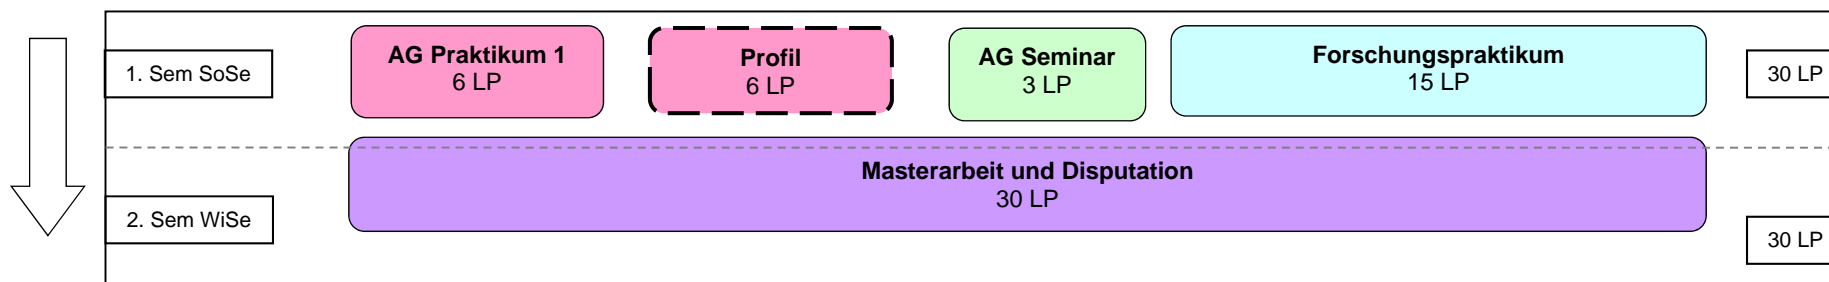 1. Sem SoSe
AG Praktikum 1
6 LP
Profil
6 LP
AG Seminar
3 LP
Forschungspraktikum
15 LP
30 LP
Masterarbeit und Disputation
30 LP
2. Sem WiSe
30 LP